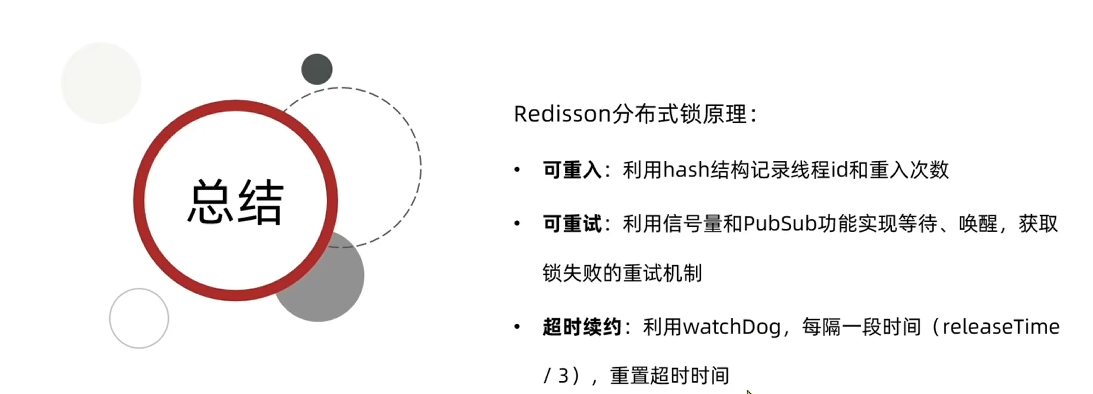 总结
Redisson分布式锁原理：
• 可重入：利用hash结构记录线程id和重入次数
• 可重试：利用信号量和PubSub功能实现等待、唤醒，获取
锁失败的重试机制
• 超时续约：利用watchDog，每隔一段时间（releaseTime
/ 3），重置超时时间